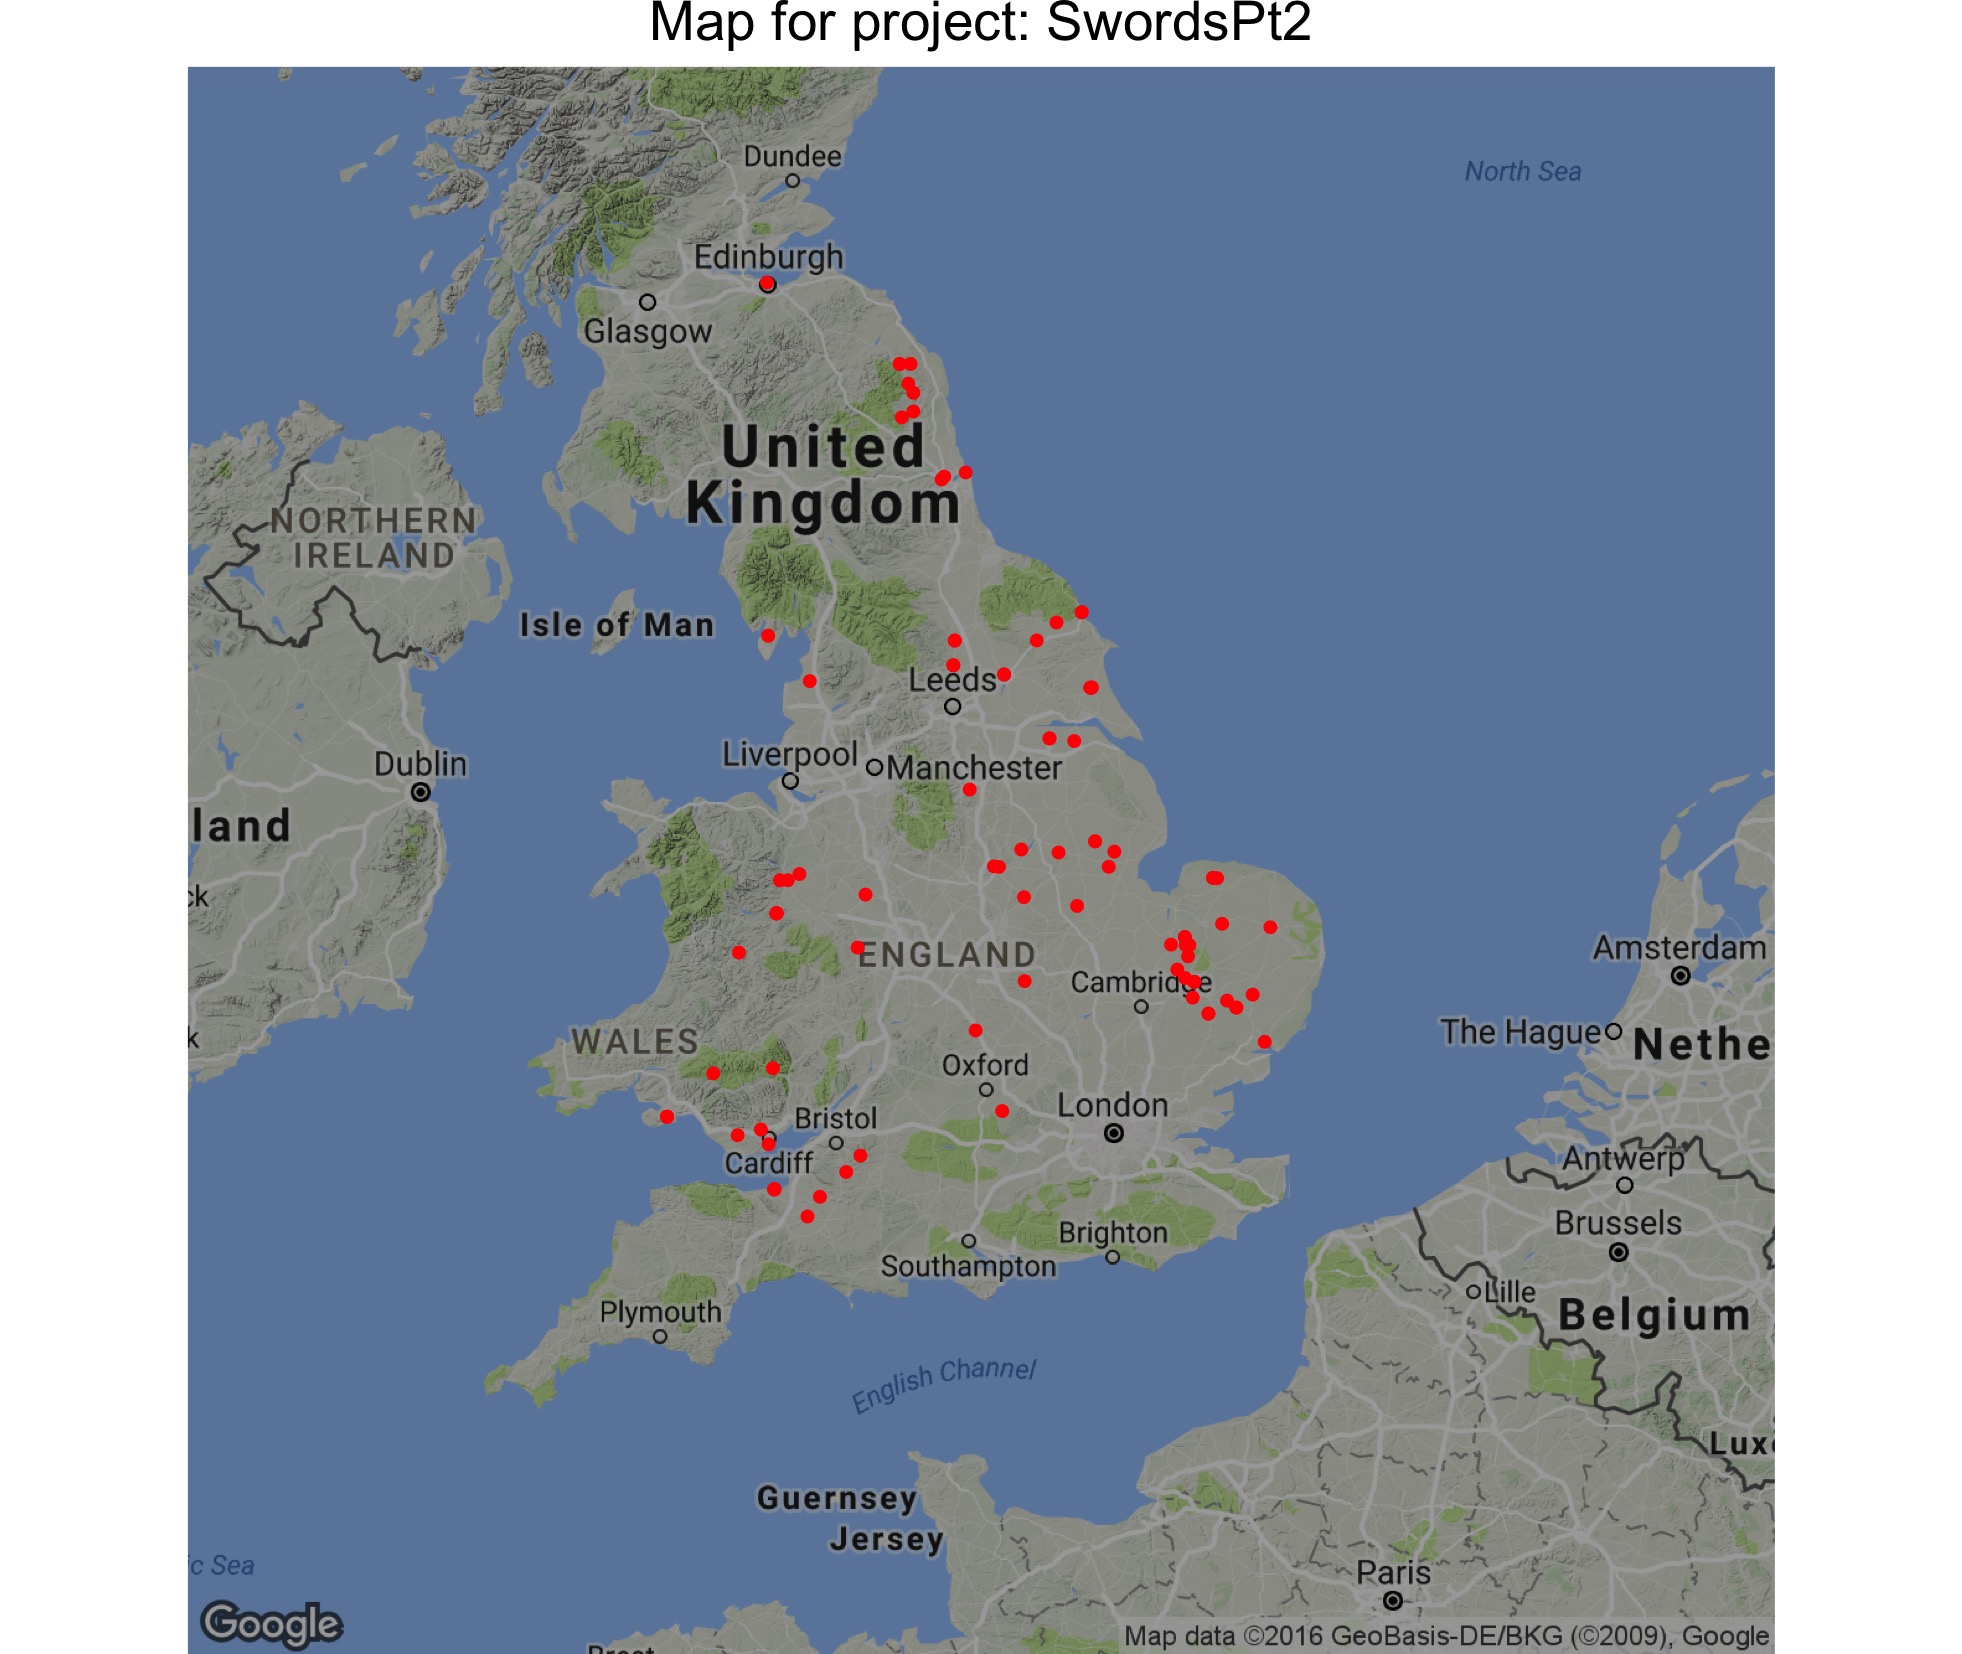 Map for project: SwordsPt2
Dundee
North Sea
Edinburgh
Glasgow
United
Kingdom
NORTHERN
IRELAND
Isle of Man
Leeds
Dublin
Liverpool
Manchester
land
ck
ENGLAND
Amsterdam
Cambridge
k
WALES
The Hague
Nethe
Oxford
London
Bristol
Cardiff
Antwerp
Brussels
Brighton
Southampton
Lille
Plymouth
Belgium
English Channel
Lux
Guernsey
Jersey
c Sea
Paris
Google
Map data ©2016 GeoBasis-DE/BKG (©2009), Google